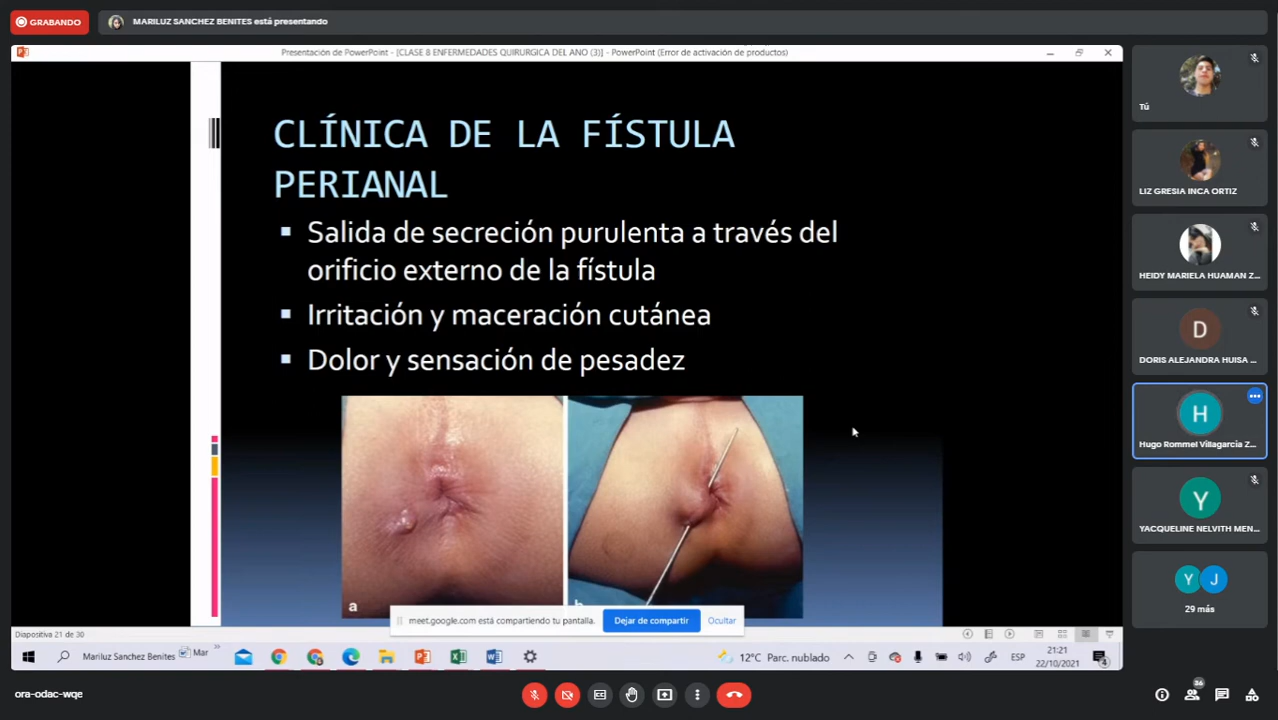 GRABANDO
MARILUZ SANCHEZ BENITES está presentando
Presentación de PowerPoint - [CLASE 8 ENFERMEDADES QUIRURGICA DEL ANO (3)] - PowerPoint (Error de activación de productos)
CLÍNICA DE LA FÍSTULA
PERIANAL
Salida de secreción purulenta a través del
orificio externo de la fístula
Irritación y maceración cutánea
Dolor y sensación de pesadez
a
meet.google.com está compartiendo tu pantalla.
Dejar de compartir
Ocultar
Diapositiva 21 de 30
Mariluz Sanchez Benites
Mar
12°C Parc. nublado
ESP
21:21
22/10/2021
4
Tú
LIZ GRESIA INCA ORTIZ
HEIDY MARIELA HUAMAN Z...
D
DORIS ALEJANDRA HUISA ...
H
Hugo Rommel Villagarcía Z...
Y
YACQUELINE NELVITH MEN...
Y J
29 más
ora-odac-wqe
36